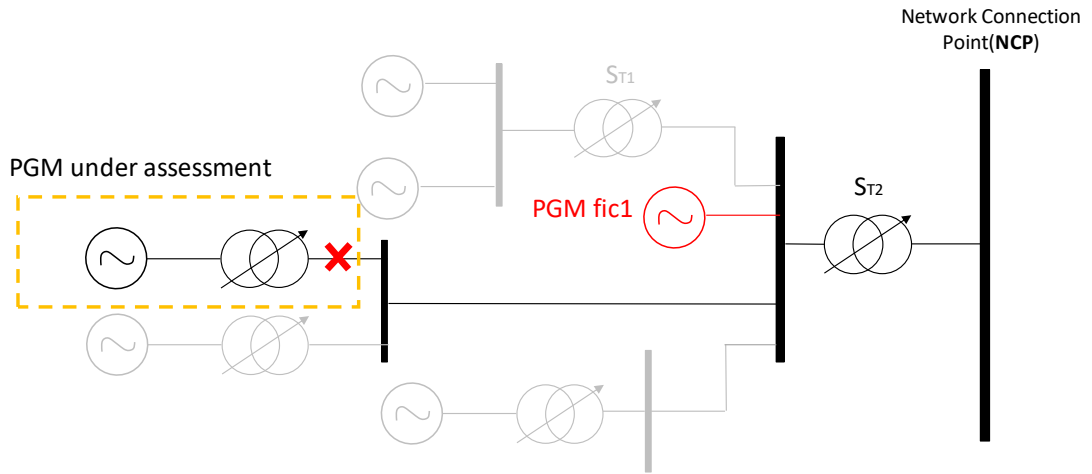 Network Connection
Point(NCP)
ST1
PGM under assessment
PGM fic1
ST2